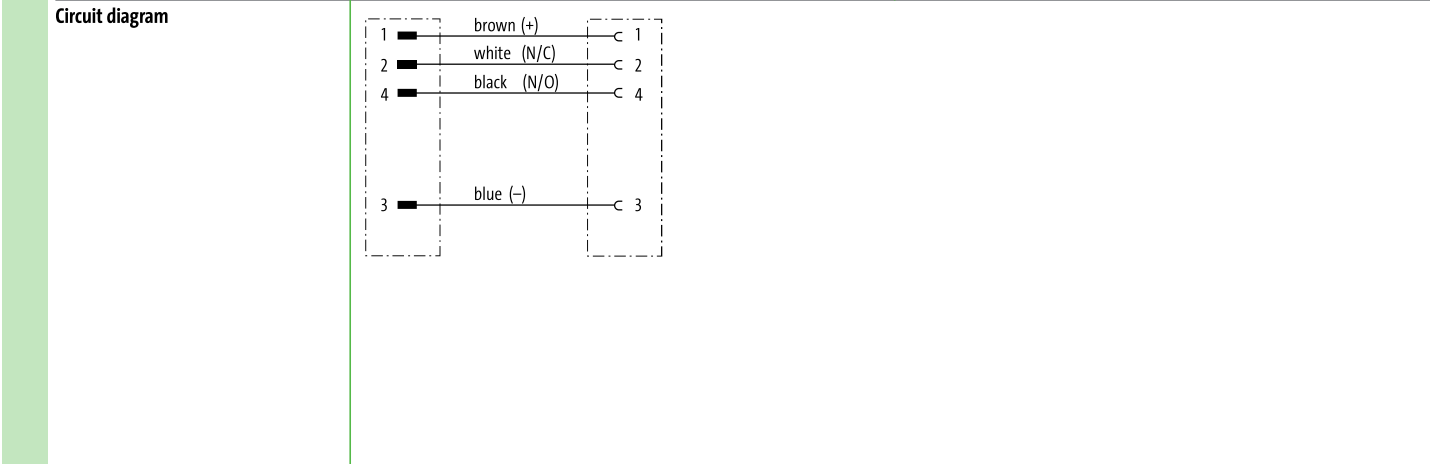 Circuit diagram
1 brown (+) 1
2 white (N/C) 2
4 black (N/O) 4
3 blue (–) 3